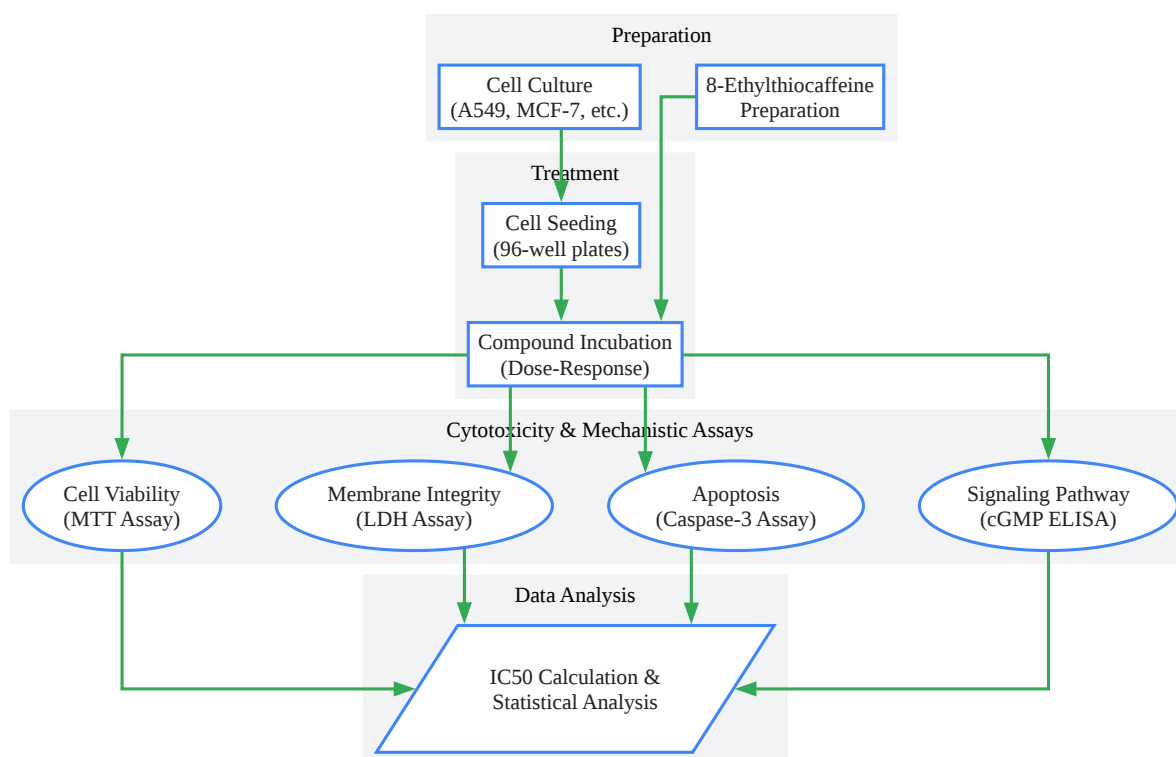 Preparation
Cell Culture
(A549, MCF-7, etc.)
8-Ethylthiocaffeine
Preparation
Treatment
Cell Seeding
(96-well plates)
Compound Incubation
(Dose-Response)
Cytotoxicity & Mechanistic Assays
Cell Viability
(MTT Assay)
Membrane Integrity
(LDH Assay)
Apoptosis
(Caspase-3 Assay)
Signaling Pathway
(cGMP ELISA)
Data Analysis
IC50 Calculation &
Statistical Analysis